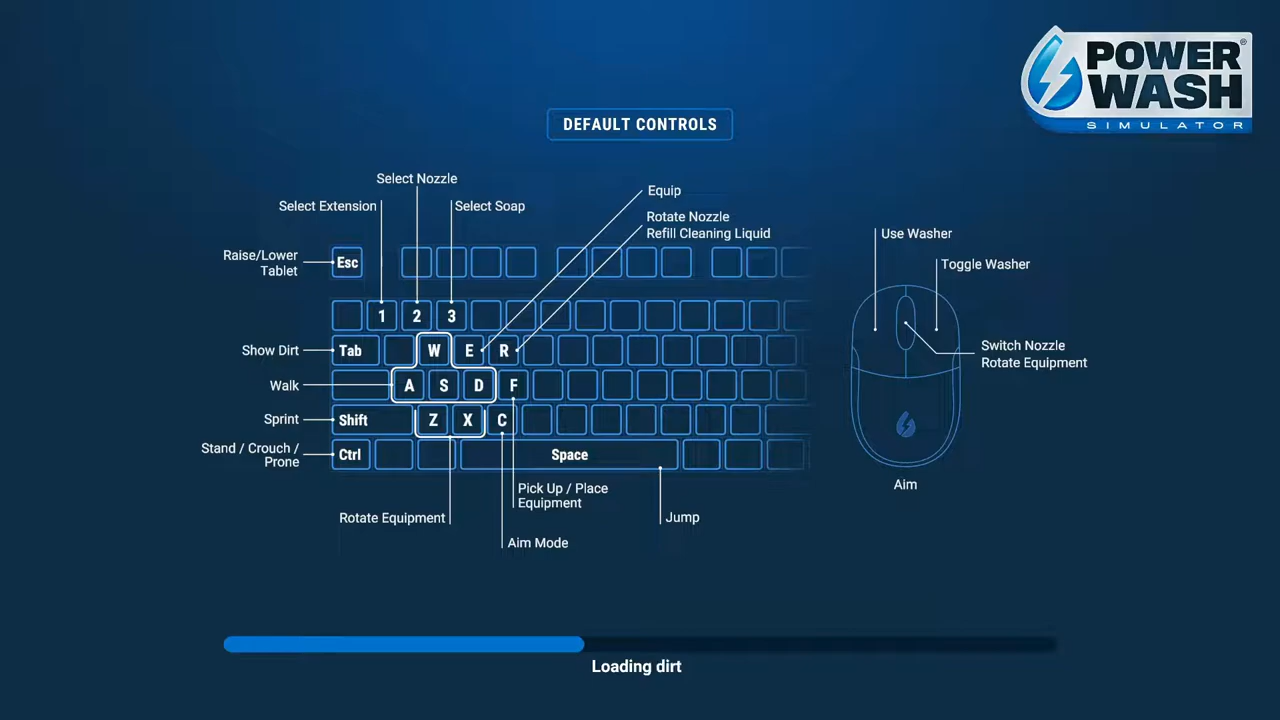 POWER
WASH
SIMULATOR
DEFAULT CONTROLS
Select Nozzle
Select Extension
Select Soap
Equip
Rotate Nozzle
Refill Cleaning Liquid
Raise/Lower
Tablet
Esc
1 2 3
Show Dirt
Tab W E R
Walk
A S D F
Sprint
Shift Z X C
Stand / Crouch /
Prone
Ctrl Space
Pick Up / Place
Equipment
Rotate Equipment
Jump
Aim Mode
Use Washer
Toggle Washer
Switch Nozzle
Rotate Equipment
Aim
Loading dirt